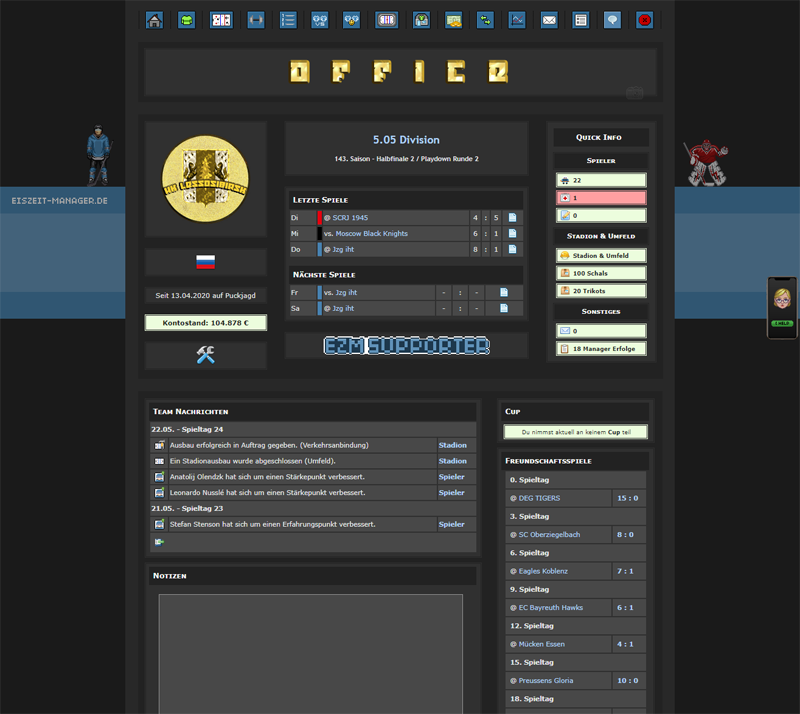 OFFICE
EISZEIT-MANAGER.DE
HK LESSOSIBIRSK
Seit 13.04.2020 auf Puckjagd
Kontostand: 104.878 €
5.05 Division
143. Saison - Halbfinale 2 / Playdown Runde 2
Letzte Spiele
Di @ SCRJ 1945 4 : 5
Mi vs. Moscow Black Knights 6 : 1
Do @ Jzg iht 8 : 1
Nächste Spiele
Fr vs. Jzg iht - : -
Sa @ Jzg iht - : -
EZM SUPPORTER
Quick Info
Spieler
22
1
0
Stadion & Umfeld
Stadion & Umfeld
100 Schals
20 Trikots
Sonstiges
0
18 Manager Erfolge
HELP
Team Nachrichten
22.05. - Spieltag 24
Ausbau erfolgreich in Auftrag gegeben. (Verkehrsanbindung) Stadion
Ein Stadionausbau wurde abgeschlossen (Umfeld). Stadion
Anatolij Olendzk hat sich um einen Stärkepunkt verbessert. Spieler
Leonardo Nusslé hat sich um einen Stärkepunkt verbessert. Spieler
21.05. - Spieltag 23
Stefan Stenson hat sich um einen Erfahrungspunkt verbessert. Spieler
Notizen
Cup
Du nimmst aktuell an keinem Cup teil
Freundschaftsspiele
0. Spieltag
@ DEG TIGERS 15 : 0
3. Spieltag
@ SC Oberziegelbach 8 : 0
6. Spieltag
@ Eagles Koblenz 7 : 1
9. Spieltag
@ EC Bayreuth Hawks 6 : 1
12. Spieltag
@ Mücken Essen 4 : 1
15. Spieltag
@ Preussens Gloria 10 : 0
18. Spieltag